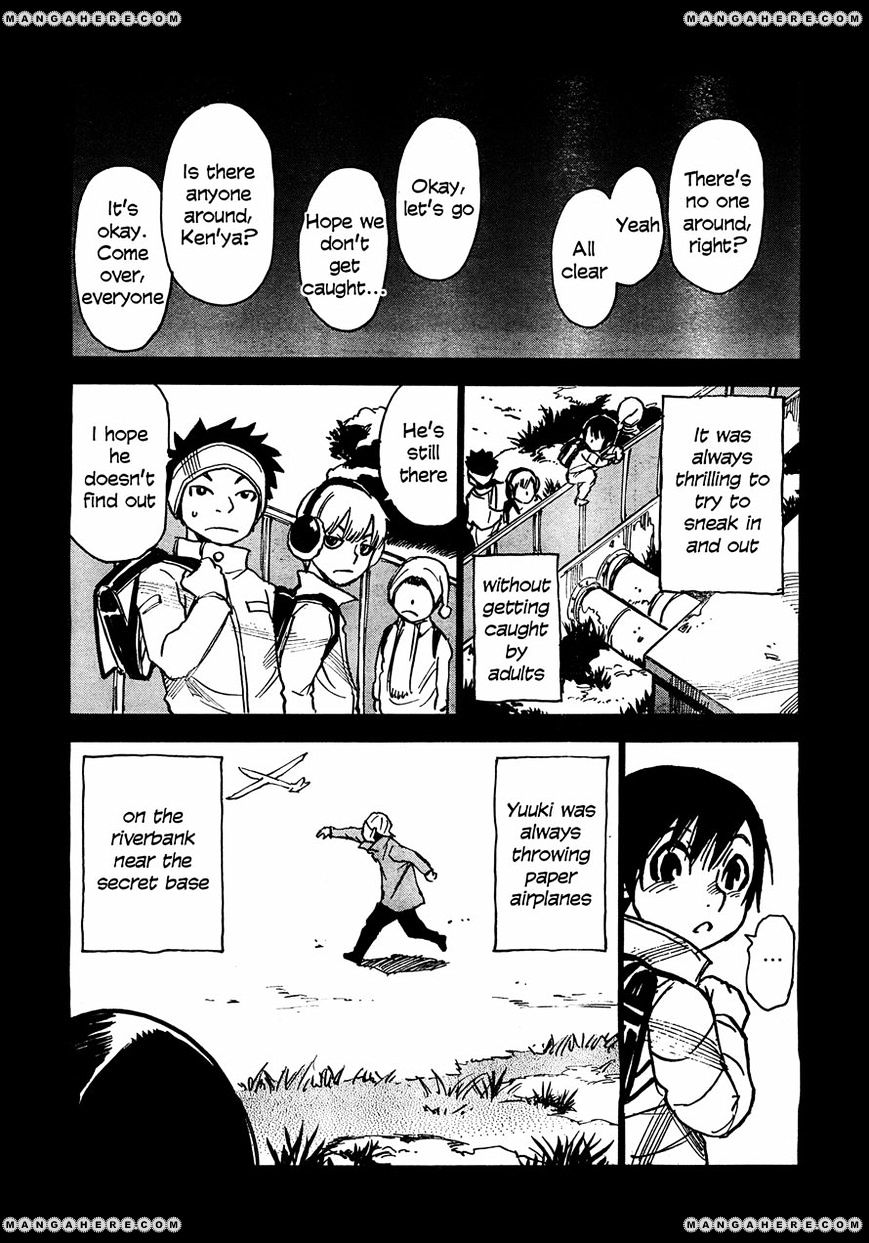 MANGAHERE.COM
MANGAHERE.COM
There's
no one
around,
right?
Yeah
All
clear
Okay,
let's go
Hope we
don't
get
caught...
Is there
anyone
around,
Ken'ya?
It's
okay.
Come
over,
everyone
It was
always
thrilling to
try to
sneak in
and out
without
getting
caught
by
adults
He's
still
there
I hope
he
doesn't
find out
...
Yuuki was
always
throwing
paper
airplanes
on the
riverbank
near the
secret base
MANGAHERE.COM
MANGAHERE.COM